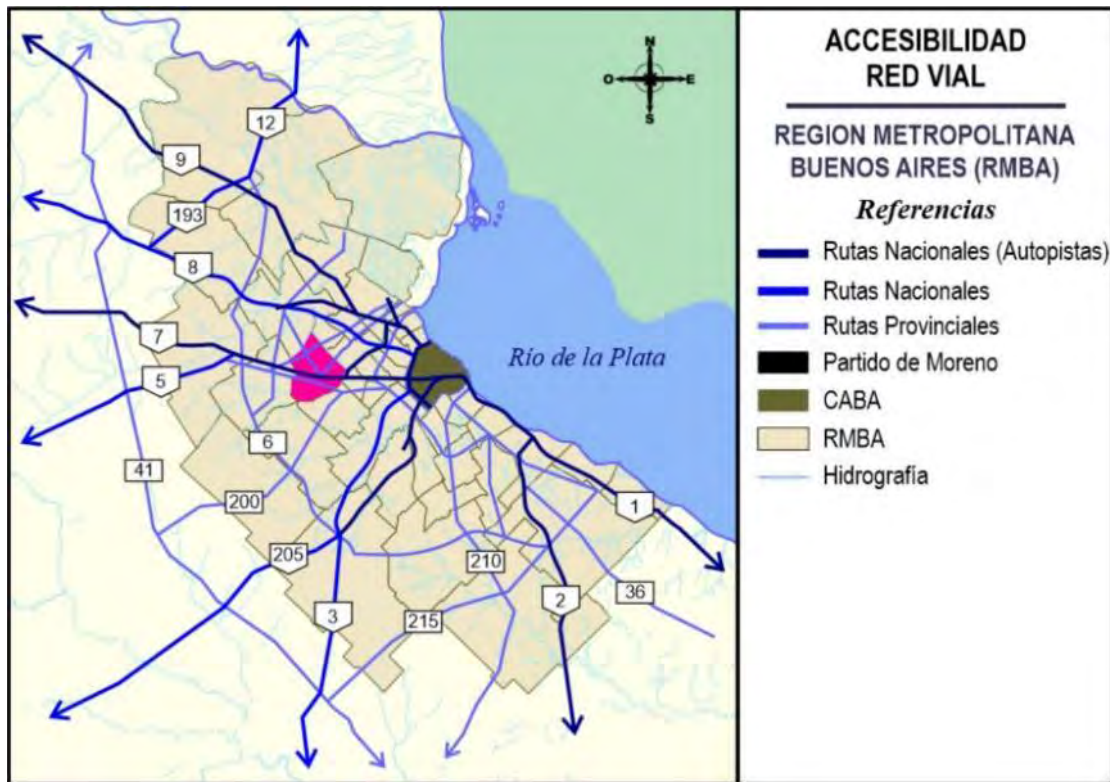 N
O
E
S
12
9
193
8
7
5
6
41
200
205
3
210
215
2
36
1
Río de la Plata
ACCESIBILIDAD
RED VIAL
REGION METROPOLITANA
BUENOS AIRES (RMBA)
Referencias
Rutas Nacionales (Autopistas)
Rutas Nacionales
Rutas Provinciales
Partido de Moreno
CABA
RMBA
Hidrografía